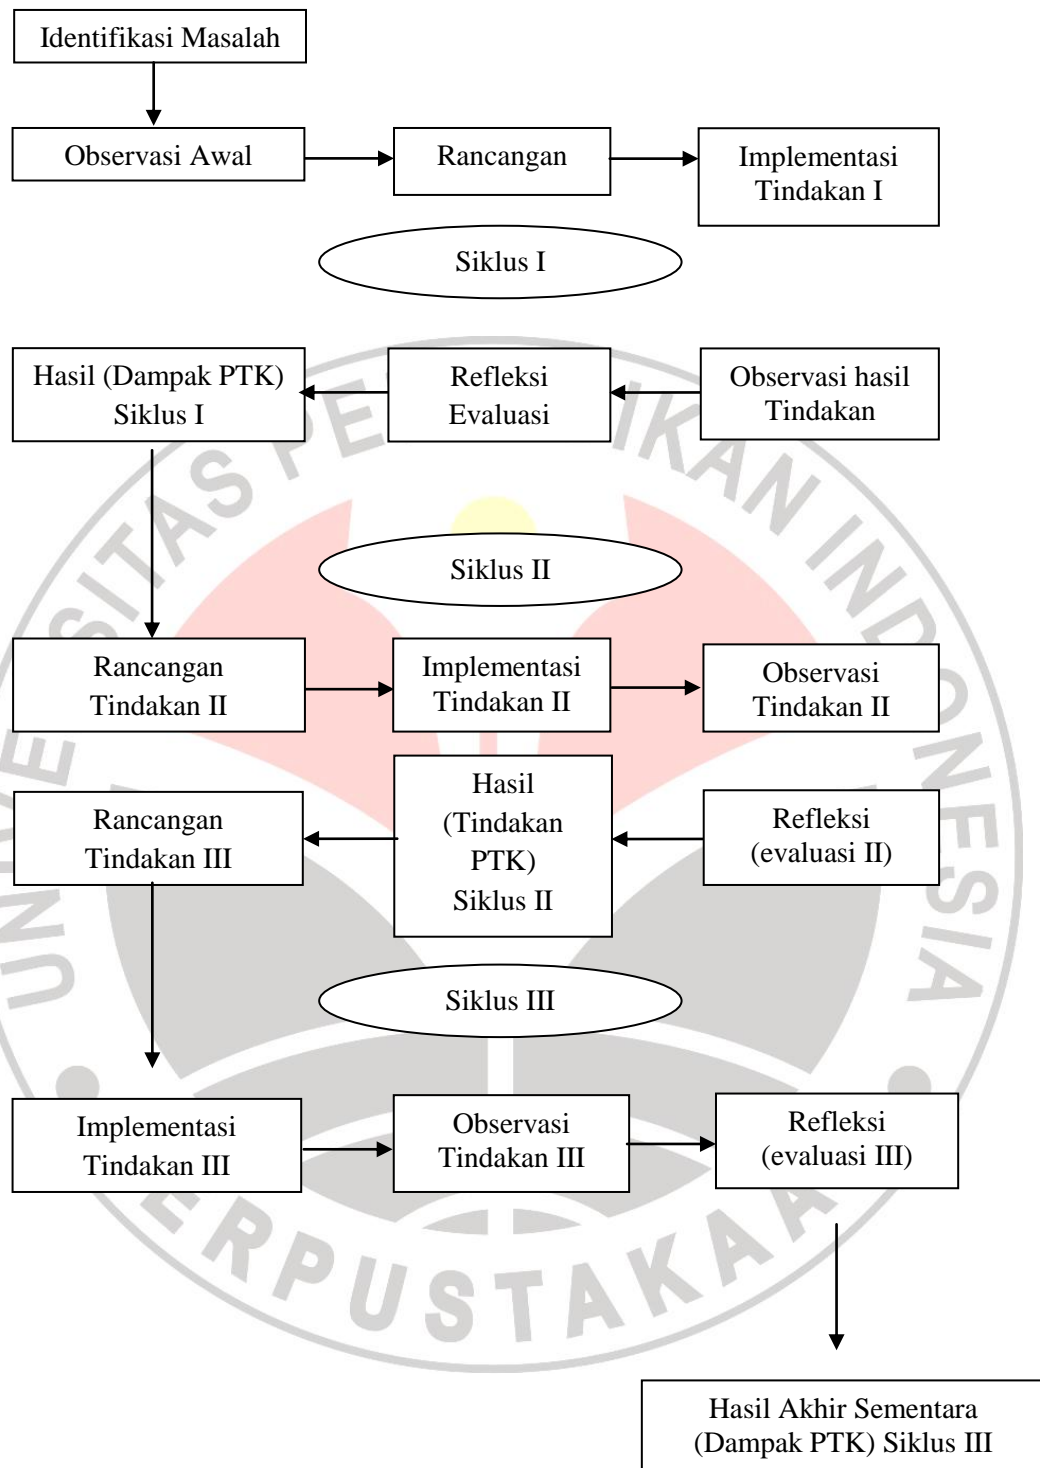 Identifikasi Masalah
Observasi Awal
Rancangan
Implementasi
Tindakan I
Siklus I
Hasil (Dampak PTK)
Siklus I
Refleksi
Evaluasi
Observasi hasil
Tindakan
Siklus II
Rancangan
Tindakan II
Implementasi
Tindakan II
Observasi
Tindakan II
Rancangan
Tindakan III
Hasil
(Tindakan
PTK)
Siklus II
Refleksi
(evaluasi II)
Siklus III
Implementasi
Tindakan III
Observasi
Tindakan III
Refleksi
(evaluasi III)
Hasil Akhir Sementara
(Dampak PTK) Siklus III
INDONESIA